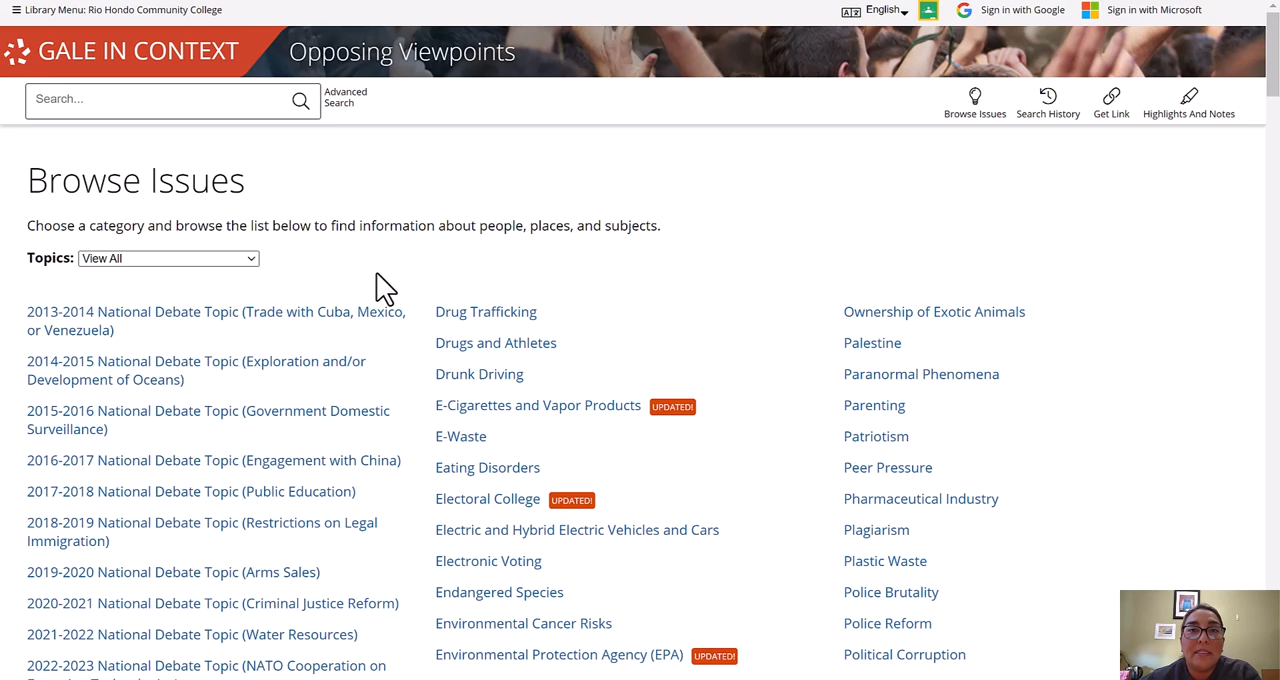 Library Menu: Rio Hondo Community College
English
Sign in with Google
Sign in with Microsoft
GALE IN CONTEXT
Opposing Viewpoints
Search...
Advanced
Search
Browse Issues
Search History
Get Link
Highlights And Notes
Browse Issues
Choose a category and browse the list below to find information about people, places, and subjects.
Topics: View All
2013-2014 National Debate Topic (Trade with Cuba, Mexico,
or Venezuela)
2014-2015 National Debate Topic (Exploration and/or
Development of Oceans)
2015-2016 National Debate Topic (Government Domestic
Surveillance)
2016-2017 National Debate Topic (Engagement with China)
2017-2018 National Debate Topic (Public Education)
2018-2019 National Debate Topic (Restrictions on Legal
Immigration)
2019-2020 National Debate Topic (Arms Sales)
2020-2021 National Debate Topic (Criminal Justice Reform)
2021-2022 National Debate Topic (Water Resources)
2022-2023 National Debate Topic (NATO Cooperation on
Drug Trafficking
Drugs and Athletes
Drunk Driving
E-Cigarettes and Vapor Products UPDATED!
E-Waste
Eating Disorders
Electoral College UPDATED!
Electric and Hybrid Electric Vehicles and Cars
Electronic Voting
Endangered Species
Environmental Cancer Risks
Environmental Protection Agency (EPA) UPDATED!
Ownership of Exotic Animals
Palestine
Paranormal Phenomena
Parenting
Patriotism
Peer Pressure
Pharmaceutical Industry
Plagiarism
Plastic Waste
Police Brutality
Police Reform
Political Corruption